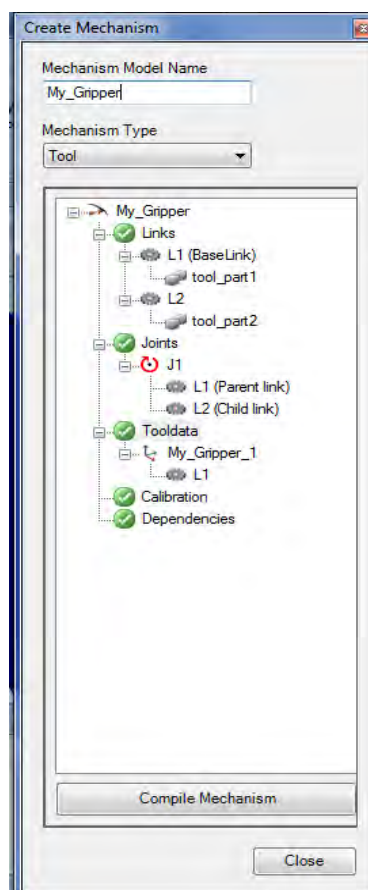 Create Mechanism
Mechanism Model Name
My_Gripper
Mechanism Type
Tool
My_Gripper
Links
L1 (BaseLink)
tool_part1
L2
tool_part2
Joints
J1
L1 (Parent link)
L2 (Child link)
Tooldata
My_Gripper_1
L1
Calibration
Dependencies
Compile Mechanism
Close